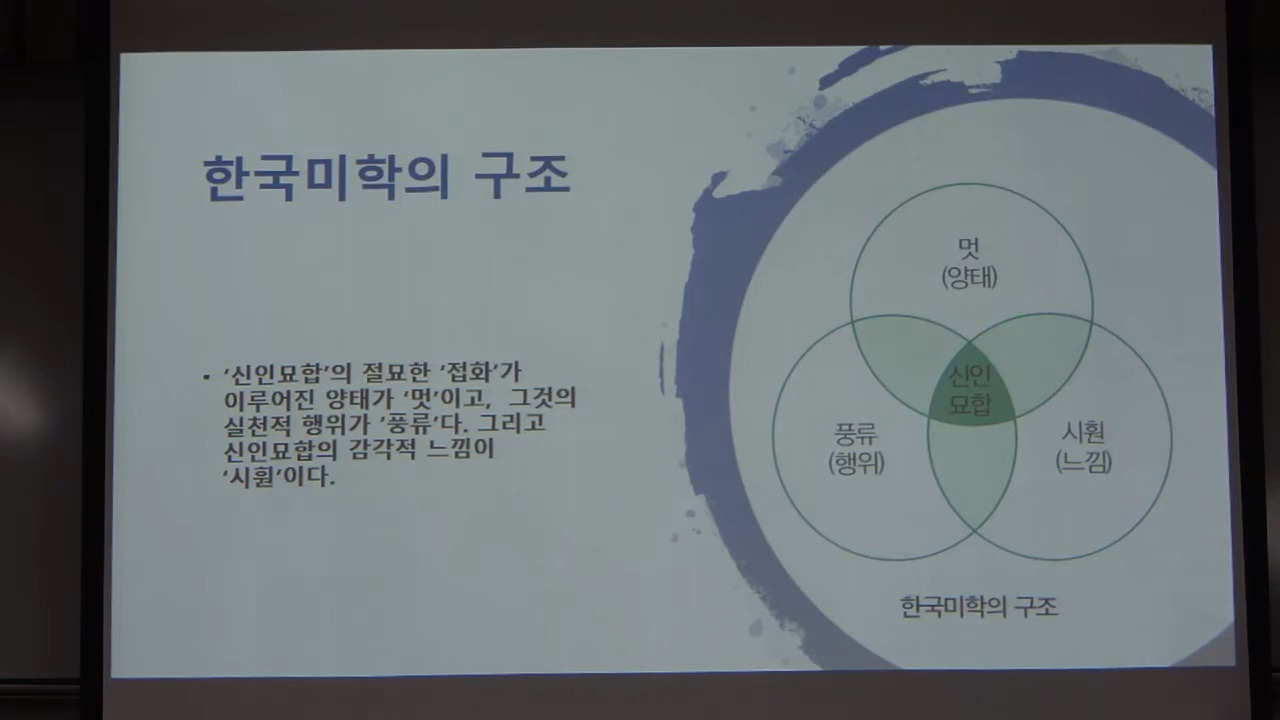 한국미학의 구조
• ‘신인묘합’의 절묘한 ‘접화’가
이루어진 양태가 ‘멋’이고, 그것의
실천적 행위가 ‘풍류’다. 그리고
신인묘합의 감각적 느낌이
‘시훤’이다.
멋
(양태)
신인
묘합
풍류
(행위)
시훤
(느낌)
한국미학의 구조